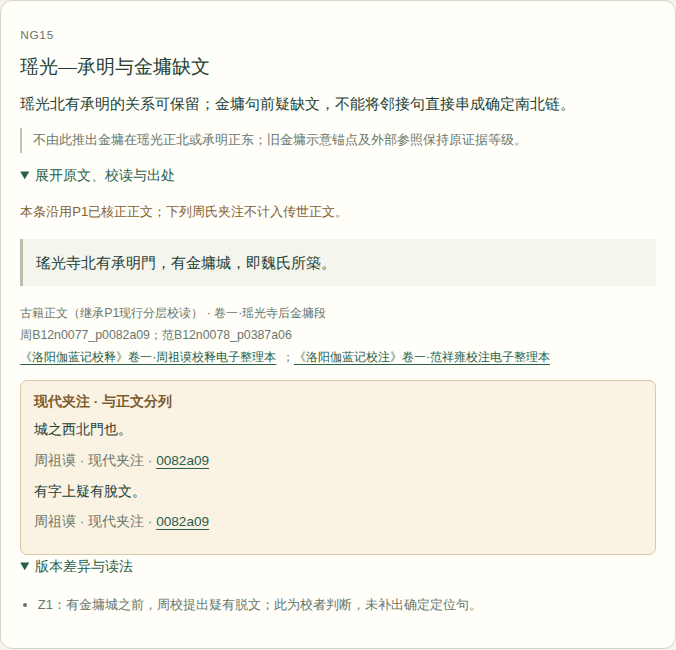 NG15
瑶光—承明与金墉缺文
瑶光北有承明的关系可保留；金墉句前疑缺文，不能将邻接句直接串成确定南北链。
不由此推出金墉在瑶光正北或承明正东；旧金墉示意锚点及外部参照保持原证据等级。
▼ 展开原文、校读与出处
本条沿用P1已核正正文；下列周氏夹注不计入传世正文。
瑤光寺北有承明門，有金墉城，即魏氏所築。
古籍正文（继承P1现行分层校读） · 卷一·瑶光寺后金墉段
周B12n0077_p0082a09；范B12n0078_p0387a06
《洛阳伽蓝记校释》卷一·周祖谟校释电子整理本 ；《洛阳伽蓝记校注》卷一·范祥雍校注电子整理本
现代夹注 · 与正文分列
城之西北門也。
周祖谟 · 现代夹注 · 0082a09
有字上疑有脫文。
周祖谟 · 现代夹注 · 0082a09
▼ 版本差异与读法
• Z1：有金墉城之前，周校提出疑有脱文；此为校者判断，未补出确定定位句。